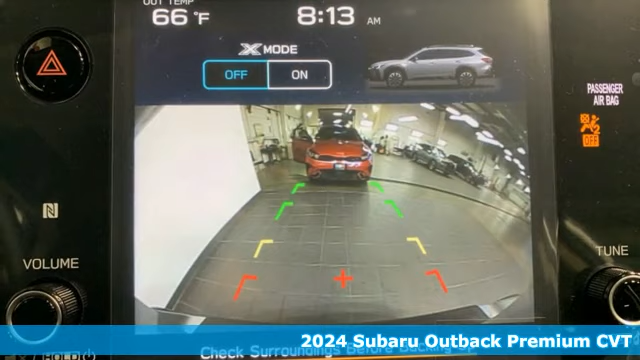 OUT TEMP
66 °F
8:13 AM
X MODE
OFF ON
PASSENGER
AIR BAG
OFF
N
VOLUME
TUNE
2024 Subaru Outback Premium CVT
Check Surroundings Before Backing Up
HOLD